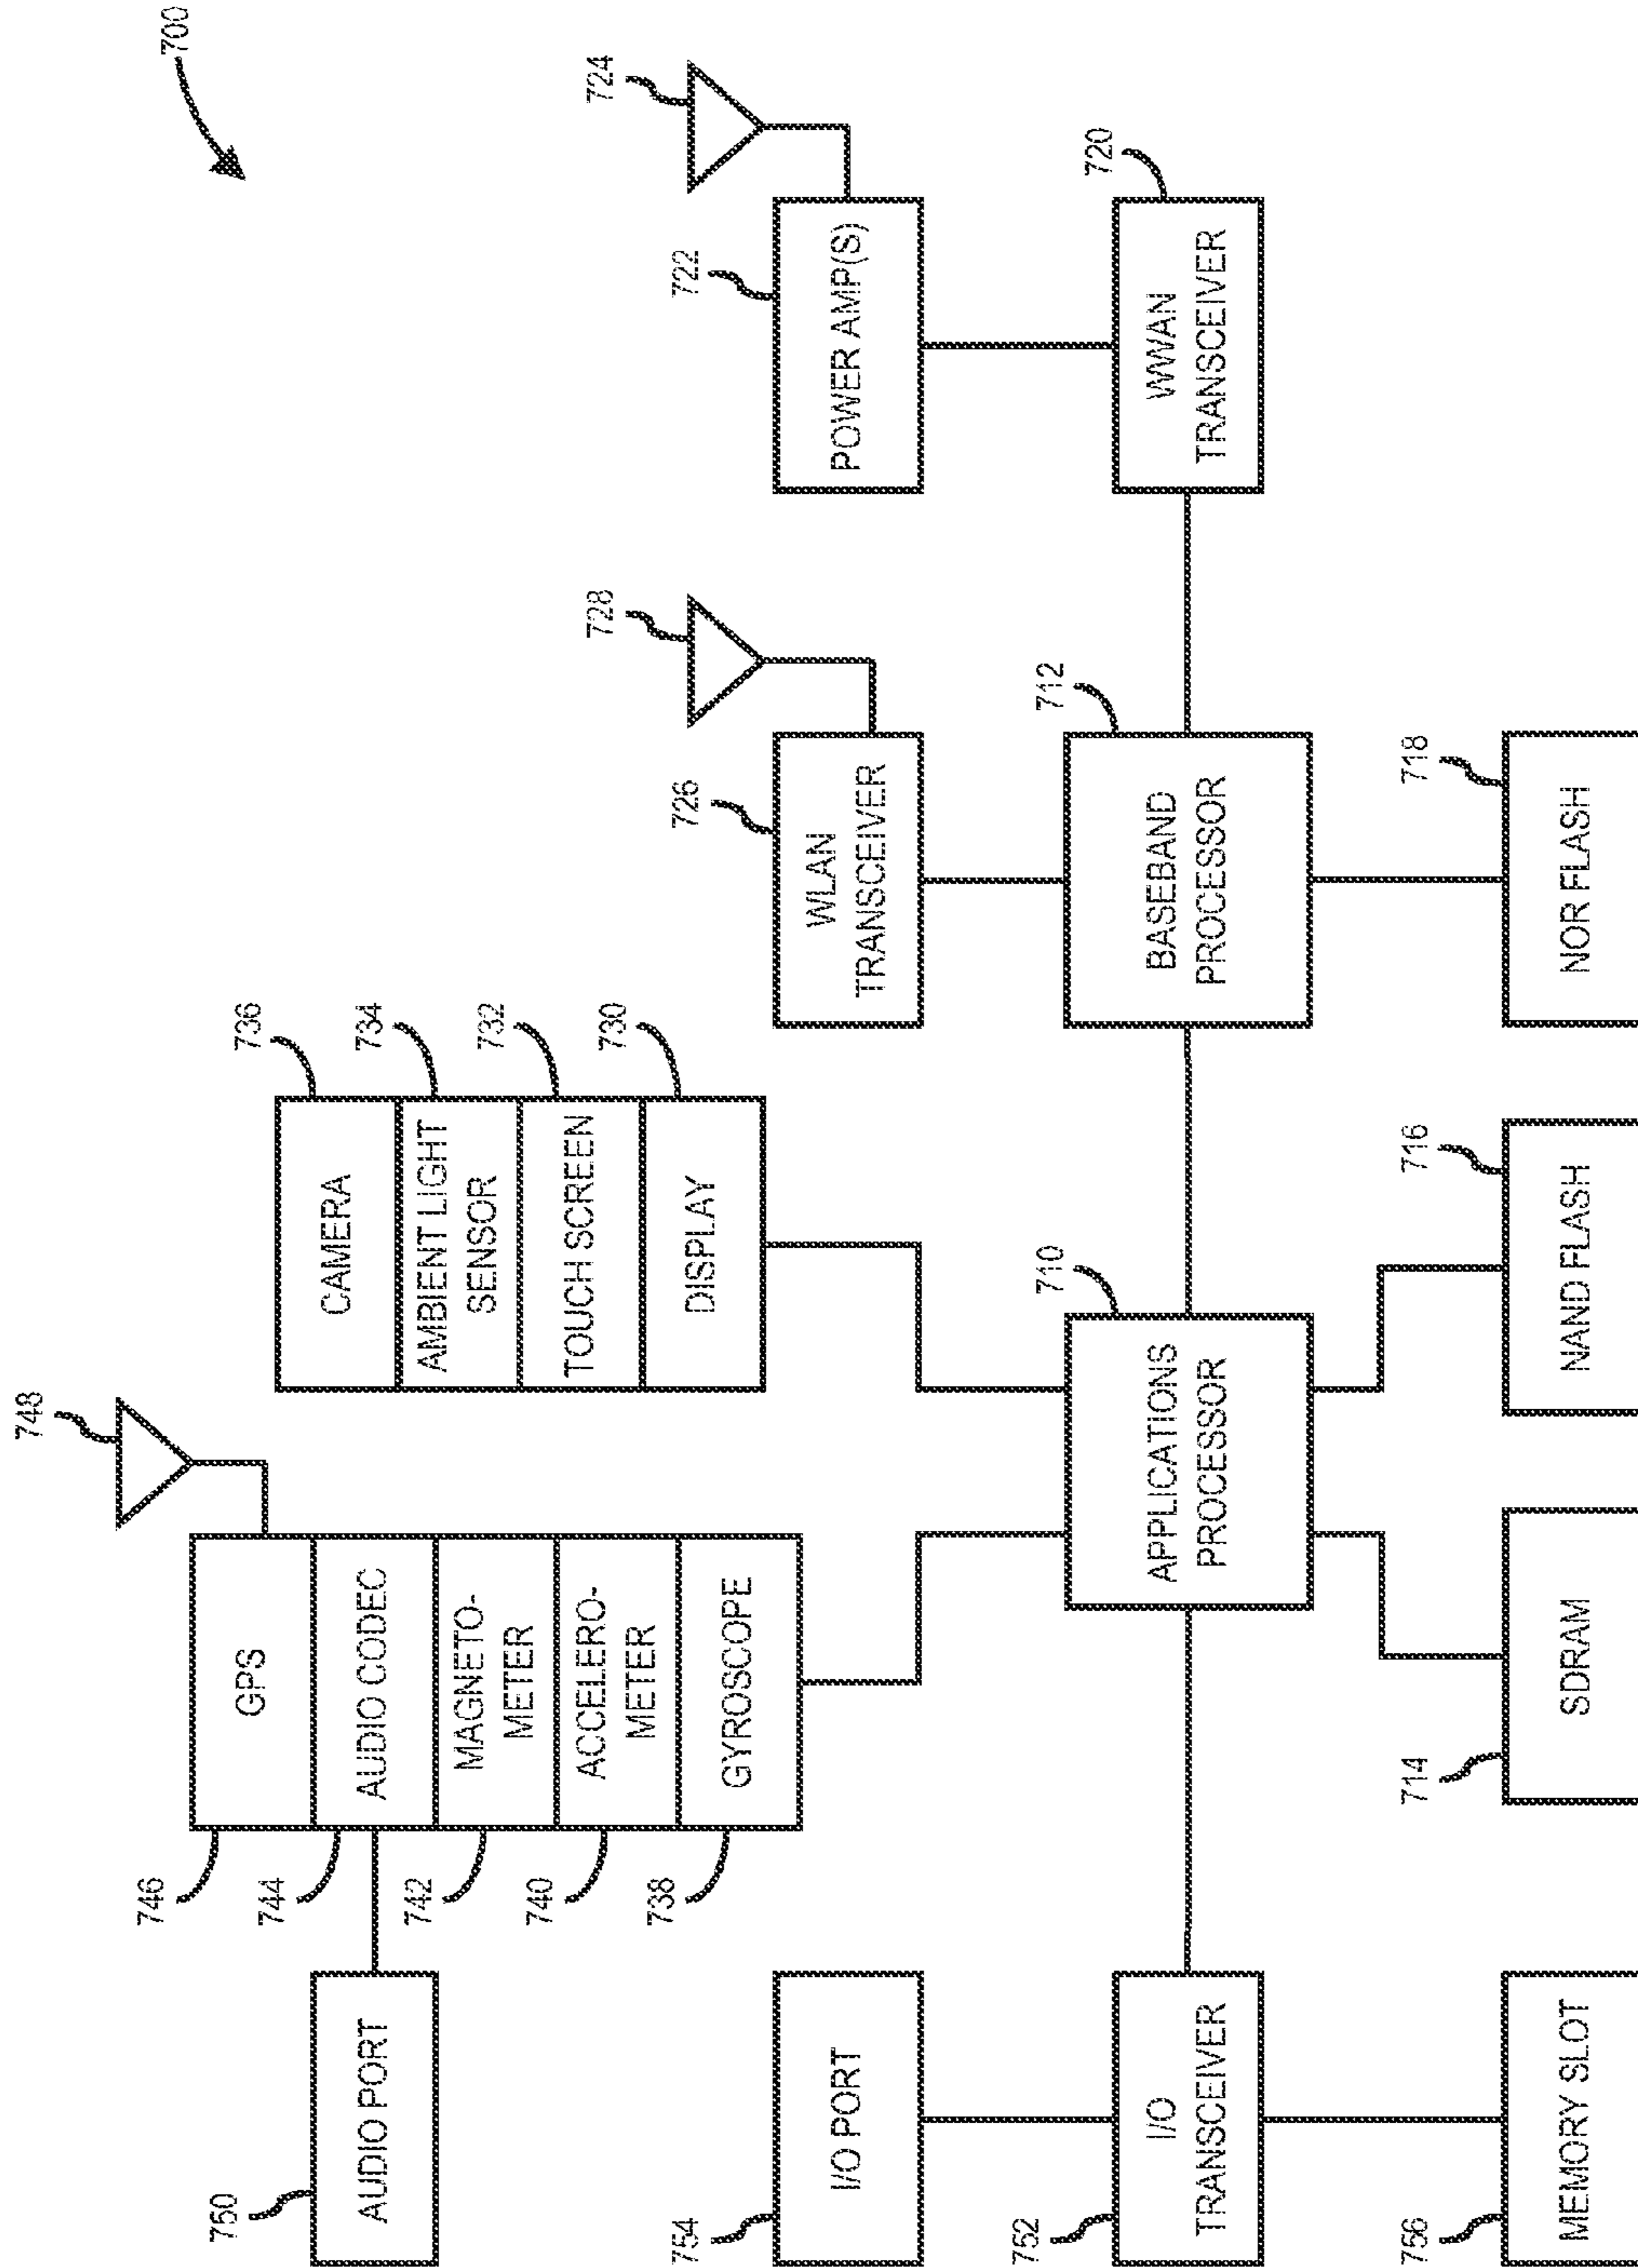 700
748
GPS
AUDIO CODEC
MAGNETO-
METER
ACCELERO-
METER
GYROSCOPE
746
744
742
740
738
AUDIO PORT
750
CAMERA
AMBIENT LIGHT
SENSOR
TOUCH SCREEN
DISPLAY
736
734
732
730
728
WLAN
TRANSCEIVER
726
724
POWER AMP(S)
722
I/O PORT
754
I/O
TRANSCEIVER
752
APPLICATIONS
PROCESSOR
710
BASEBAND
PROCESSOR
712
WWAN
TRANSCEIVER
720
MEMORY SLOT
756
SDRAM
714
NAND FLASH
716
NOR FLASH
718